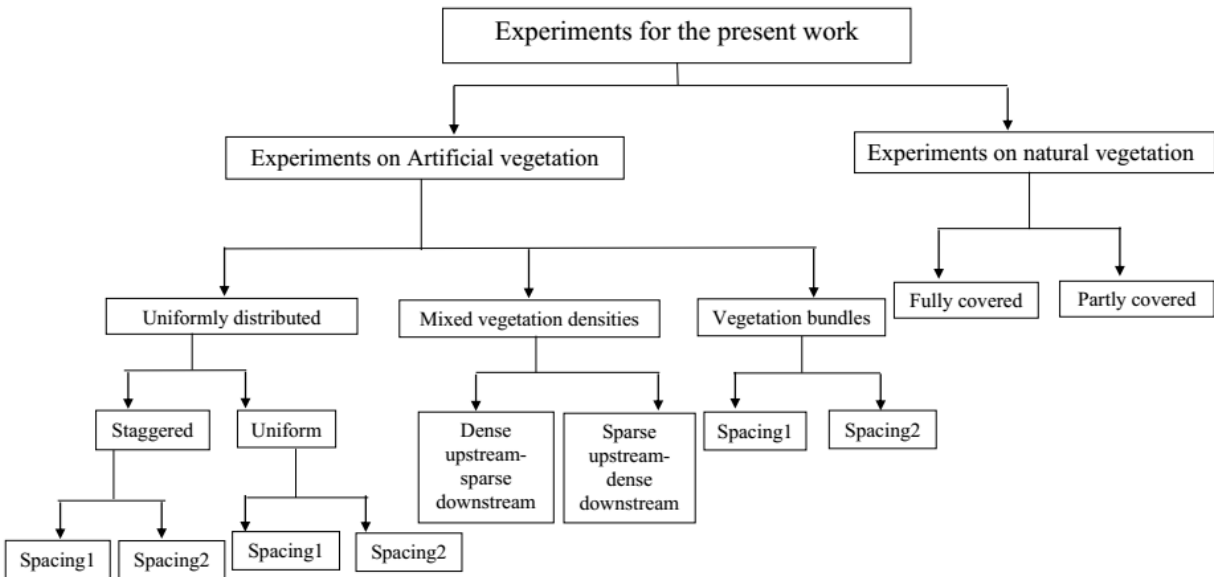 Experiments for the present work
Experiments on Artificial vegetation
Experiments on natural vegetation
Uniformly distributed
Mixed vegetation densities
Vegetation bundles
Fully covered
Partly covered
Staggered
Uniform
Dense
upstream-
sparse
downstream
Sparse
upstream-
dense
downstream
Spacing1
Spacing2
Spacing1
Spacing2
Spacing1
Spacing2